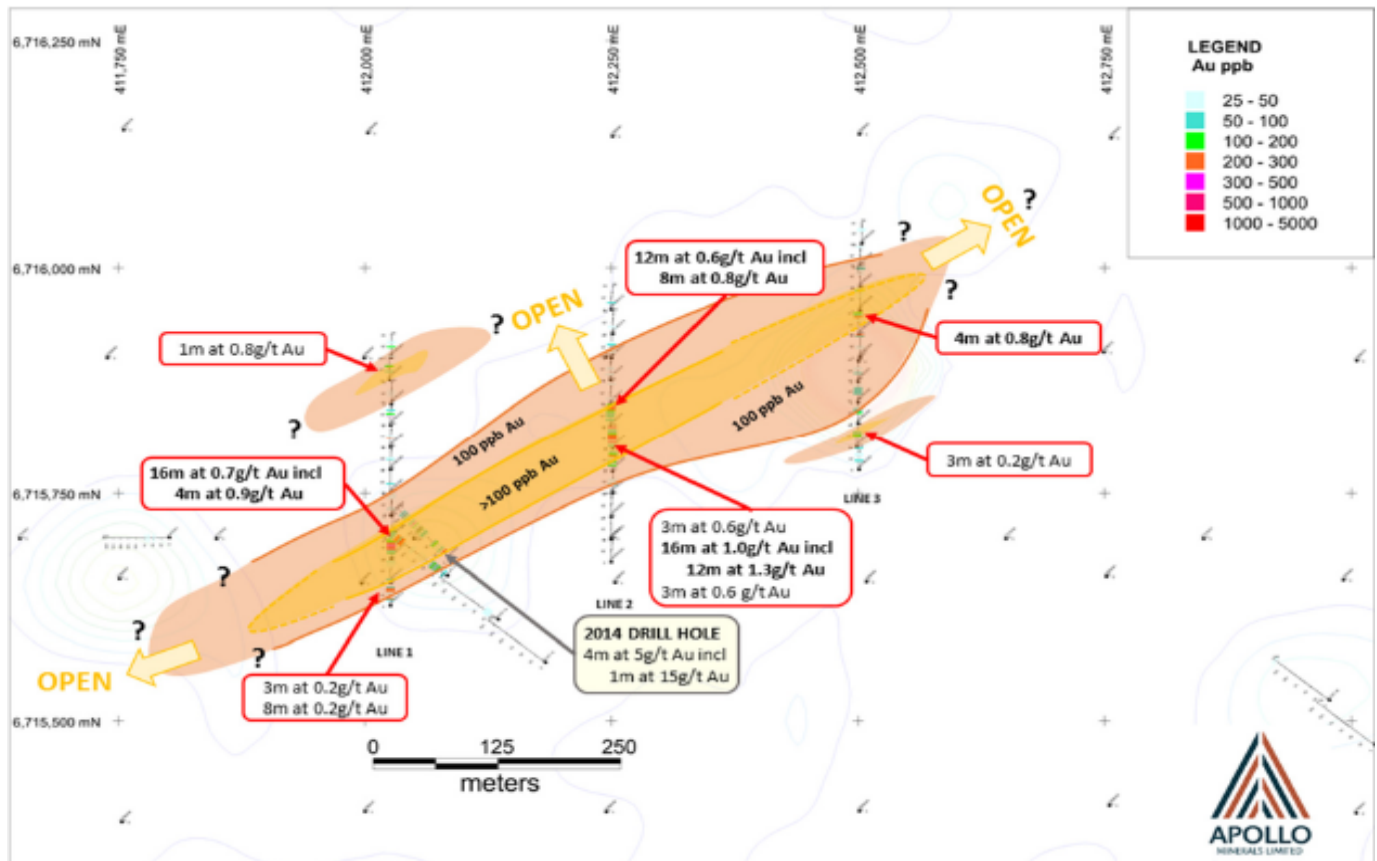 411,750 mE
412,000 mE
412,250 mE
412,500 mE
412,750 mE
6,716,250 mN
6,716,000 mN
6,715,750 mN
6,715,500 mN
LEGEND
Au ppb
25 - 50
50 - 100
100 - 200
200 - 300
300 - 500
500 - 1000
1000 - 5000
?
OPEN
?
?
12m at 0.6g/t Au incl
8m at 0.8g/t Au
?
OPEN
1m at 0.8g/t Au
4m at 0.8g/t Au
?
100 ppb Au
100 ppb Au
>100 ppb Au
16m at 0.7g/t Au incl
4m at 0.9g/t Au
3m at 0.2g/t Au
LINE 3
3m at 0.6g/t Au
16m at 1.0g/t Au incl
12m at 1.3g/t Au
3m at 0.6 g/t Au
?
LINE 2
?
?
LINE 1
2014 DRILL HOLE
4m at 5g/t Au incl
1m at 15g/t Au
OPEN
3m at 0.2g/t Au
8m at 0.2g/t Au
0 125 250
meters
APOLLO
MINERALS LIMITED